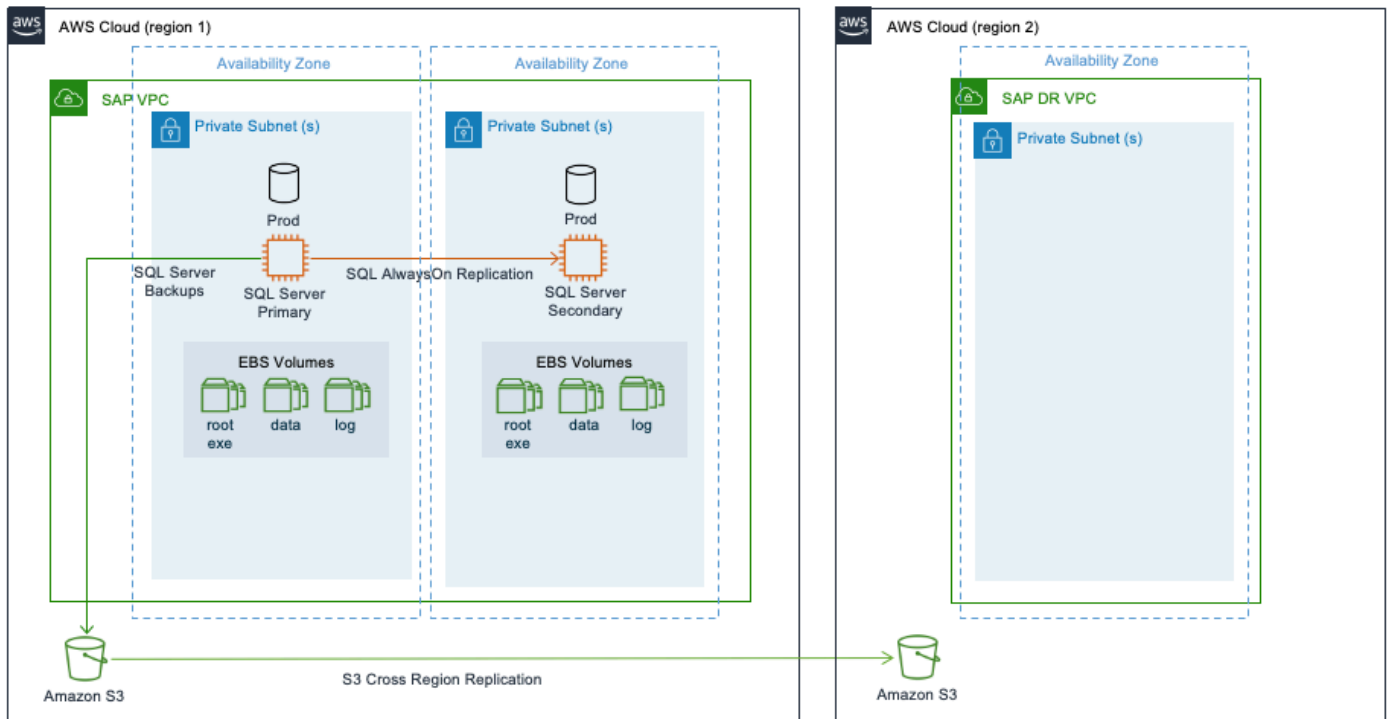 aws
AWS Cloud (region 1)
Availability Zone
Availability Zone
SAP VPC
Private Subnet (s)
Private Subnet (s)
Prod
Prod
SQL Server
Backups
SQL AlwaysOn Replication
SQL Server
Primary
SQL Server
Secondary
EBS Volumes
root
exe
data
log
EBS Volumes
root
exe
data
log
Amazon S3
S3 Cross Region Replication
aws
AWS Cloud (region 2)
Availability Zone
SAP DR VPC
Private Subnet (s)
Amazon S3